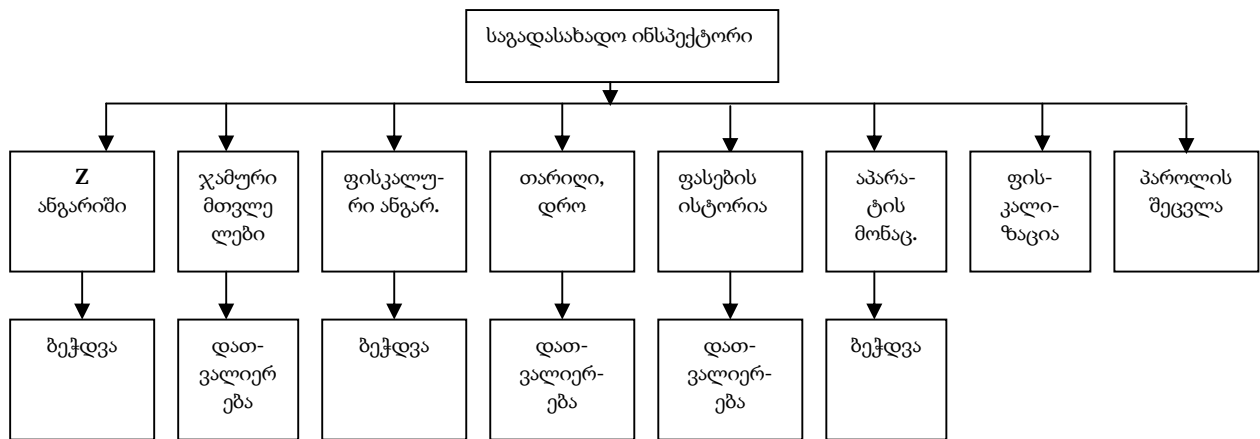 საგადასახადო ინსპექტორი
Z
ანგარიში
ჯამური
მთვლე
ლები
ფისკალუ-
რი ანგარ.
თარიღი,
დრო
ფასების
ისტორია
აპარა-
ტის
მონაც.
ფის-
კალი-
ზაცია
პაროლის
შეცვლა
ბეჭდვა
დათ-
ვალიერ
ება
ბეჭდვა
დათ-
ვალიერ-
ება
დათ-
ვალიერ-
ება
ბეჭდვა